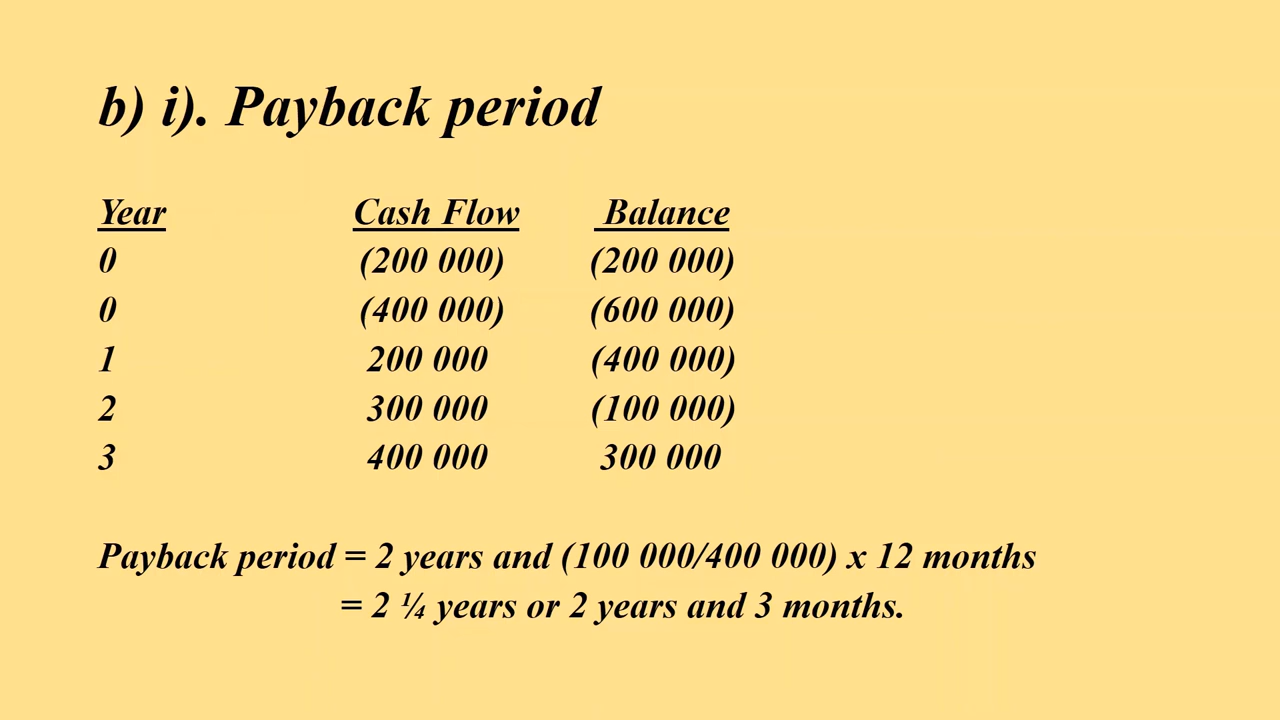 b) i). Payback period
Year Cash Flow Balance
0 (200 000) (200 000)
0 (400 000) (600 000)
1 200 000 (400 000)
2 300 000 (100 000)
3 400 000 300 000
Payback period = 2 years and (100 000/400 000) x 12 months
= 2 ¼ years or 2 years and 3 months.